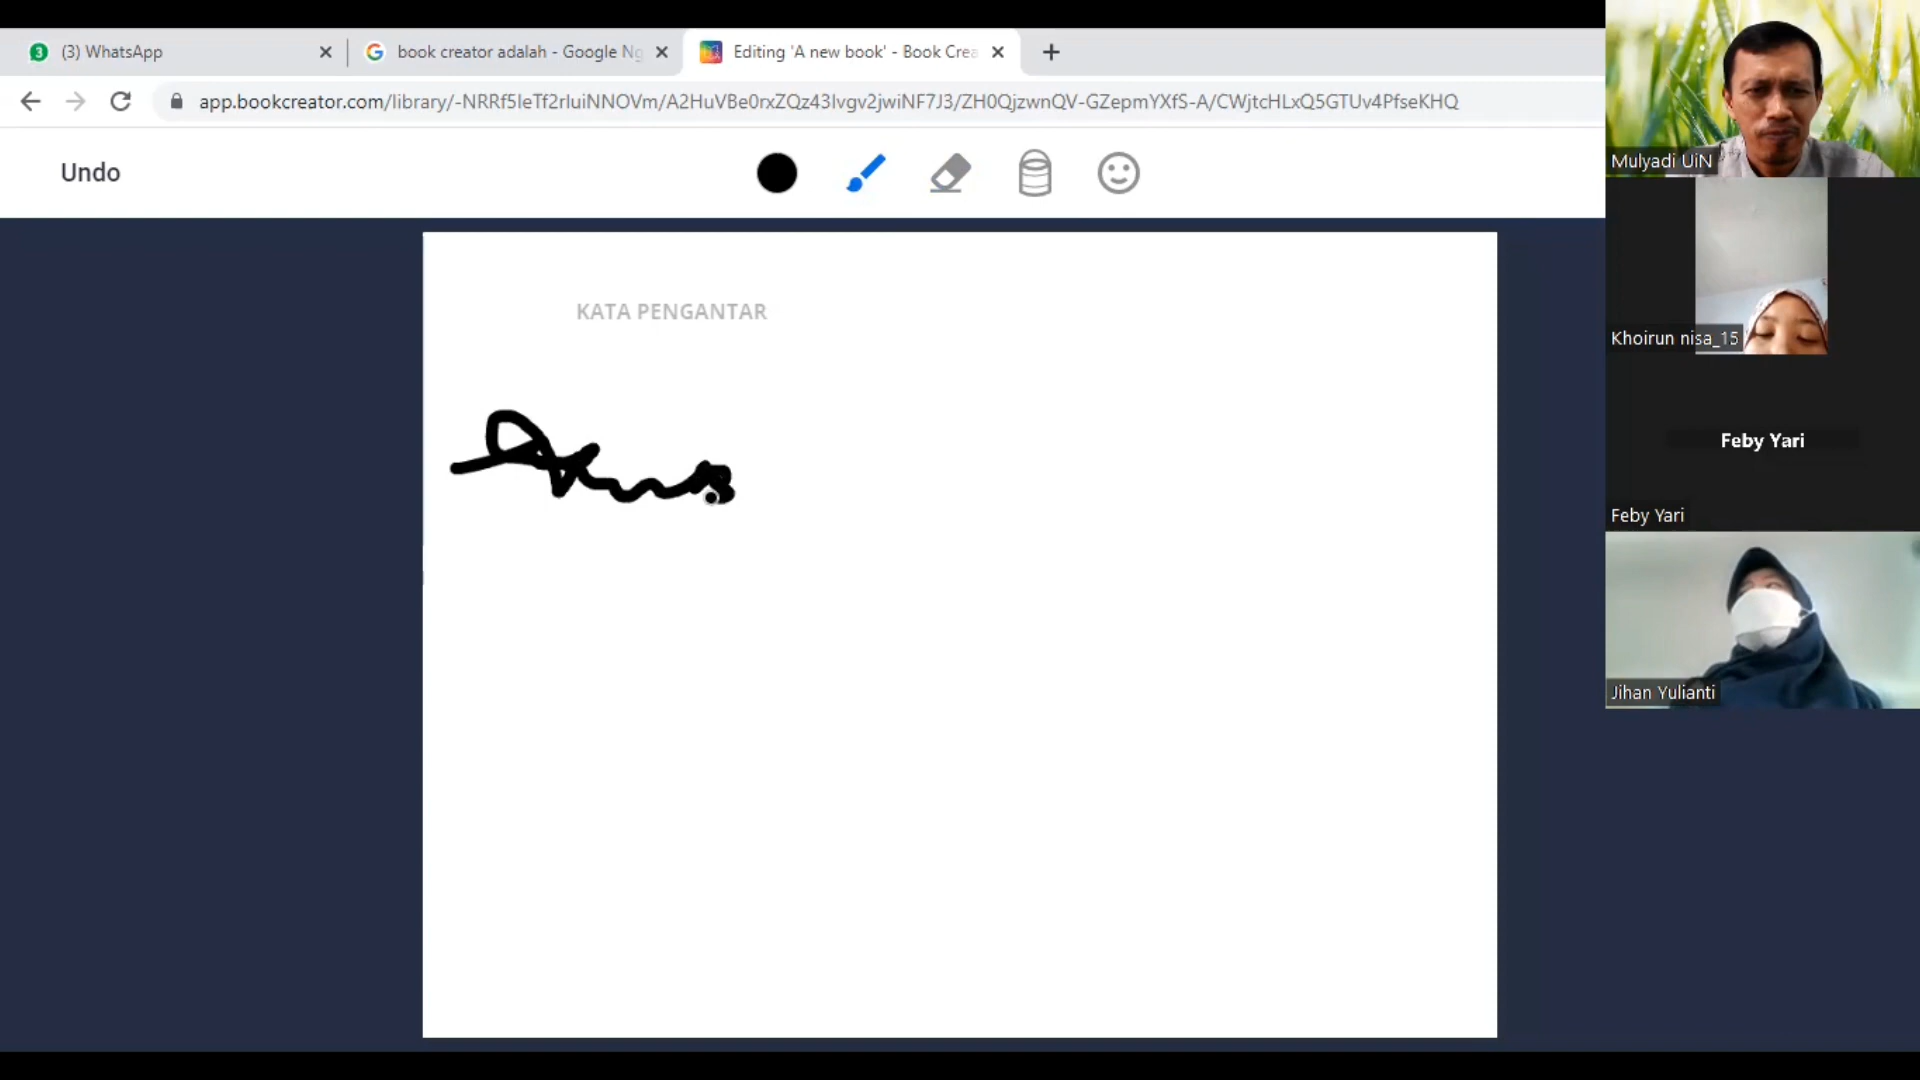 (3) WhatsApp
book creator adalah - Google Ng
Editing 'A new book' - Book Crea
app.bookcreator.com/library/-NRRf5leTf2rIuiNNOVm/A2HuVBe0rxZQz43lvgv2jwiNF7J3/ZH0QjzwnQV-GZepmYXfS-A/CWjtcHLxQ5GTUv4PfseKHQ
Undo
KATA PENGANTAR
Mulyadi UiN
Khoirun nisa_15
Feby Yari
Feby Yari
Jihan Yulianti